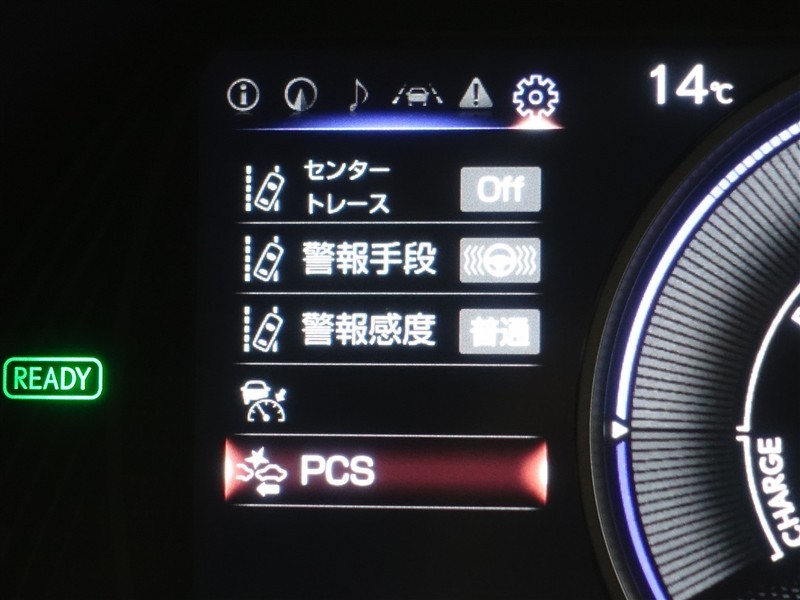 14℃
センター
トレース
Off
警報手段
警報感度
普通
READY
PCS
CHARGE